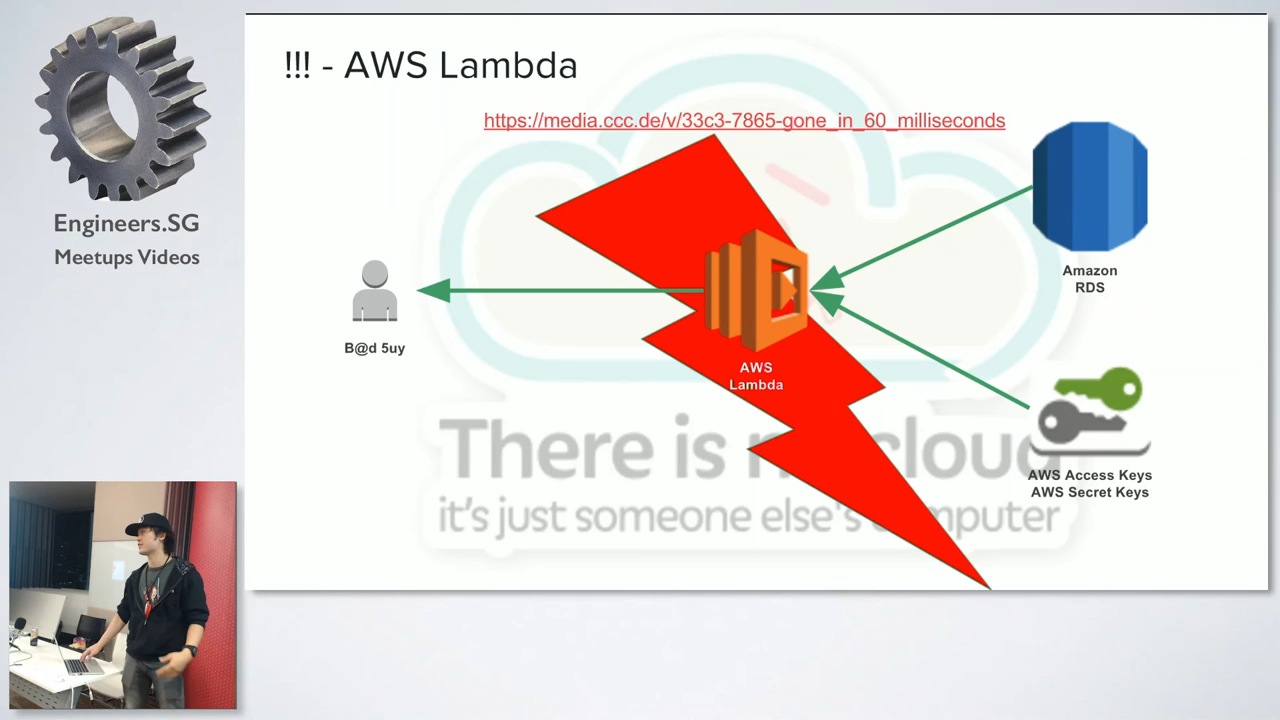 Engineers.SG
Meetups Videos
!!! - AWS Lambda
https://media.ccc.de/v/33c3-7865-gone_in_60_milliseconds
Amazon
RDS
B@d 5uy
AWS
Lambda
There is n cloud
it's just someone else's c mputer
AWS Access Keys
AWS Secret Keys